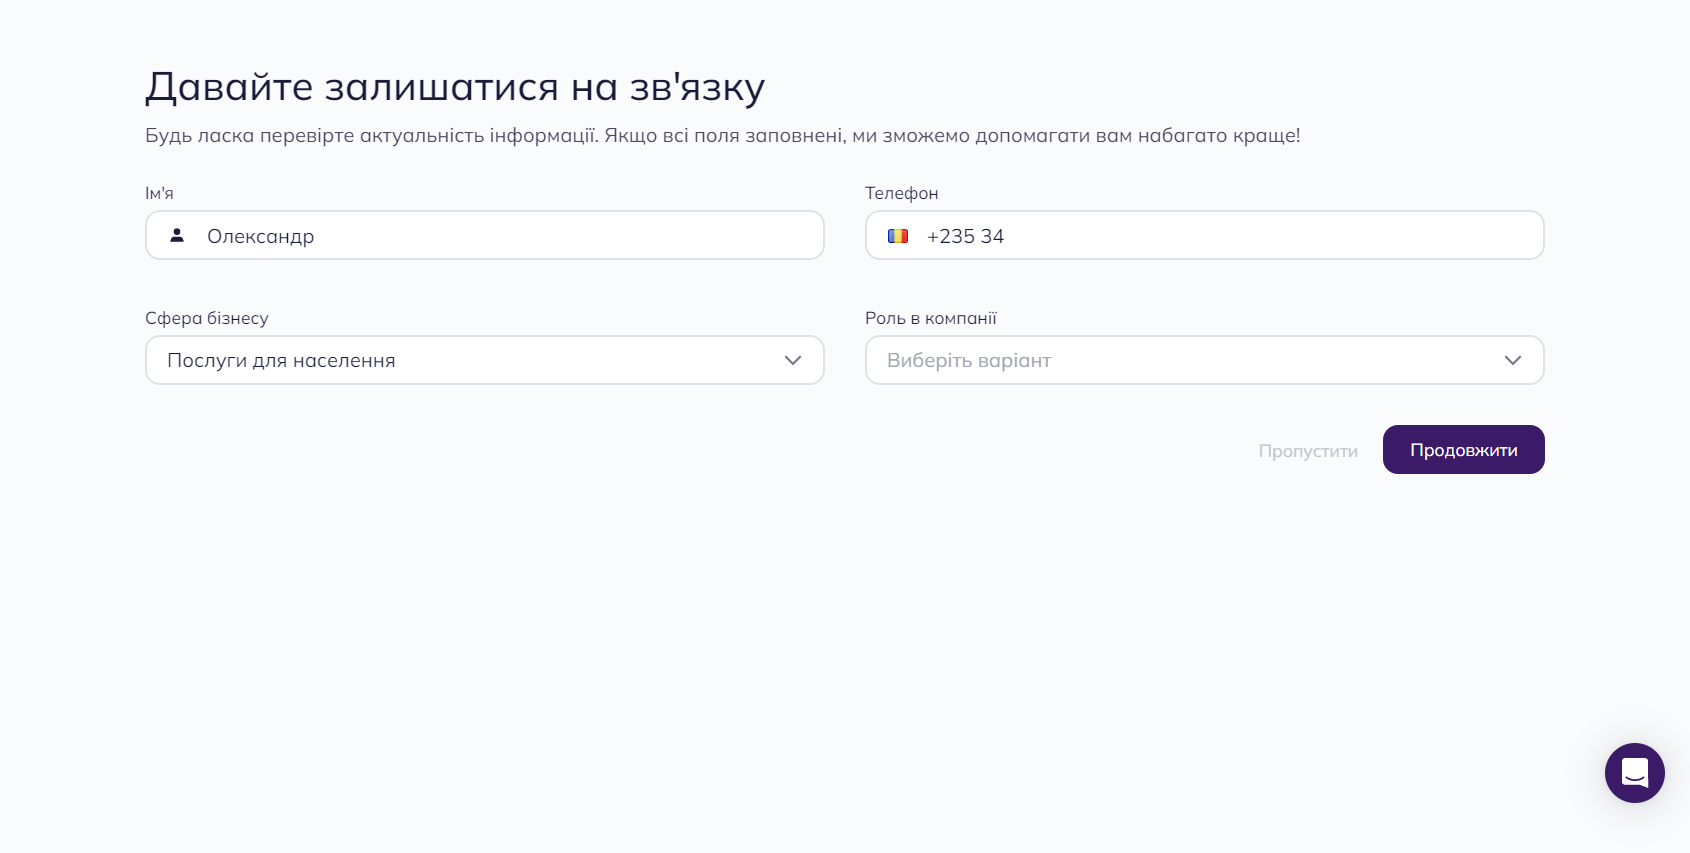 Давайте залишатися на зв'язку
Будь ласка перевірте актуальність інформації. Якщо всі поля заповнені, ми зможемо допомагати вам набагато краще!
Ім'я
Телефон
Олександр
+235 34
Сфера бізнесу
Роль в компанії
Послуги для населення
Виберіть варіант
Пропустити
Продовжити